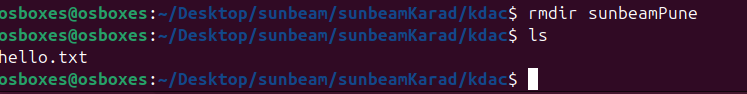 osboxes@osboxes:~/Desktop/sunbeam/sunbeamKarad/kdac$ rmdir sunbeamPune
osboxes@osboxes:~/Desktop/sunbeam/sunbeamKarad/kdac$ ls
hello.txt
osboxes@osboxes:~/Desktop/sunbeam/sunbeamKarad/kdac$